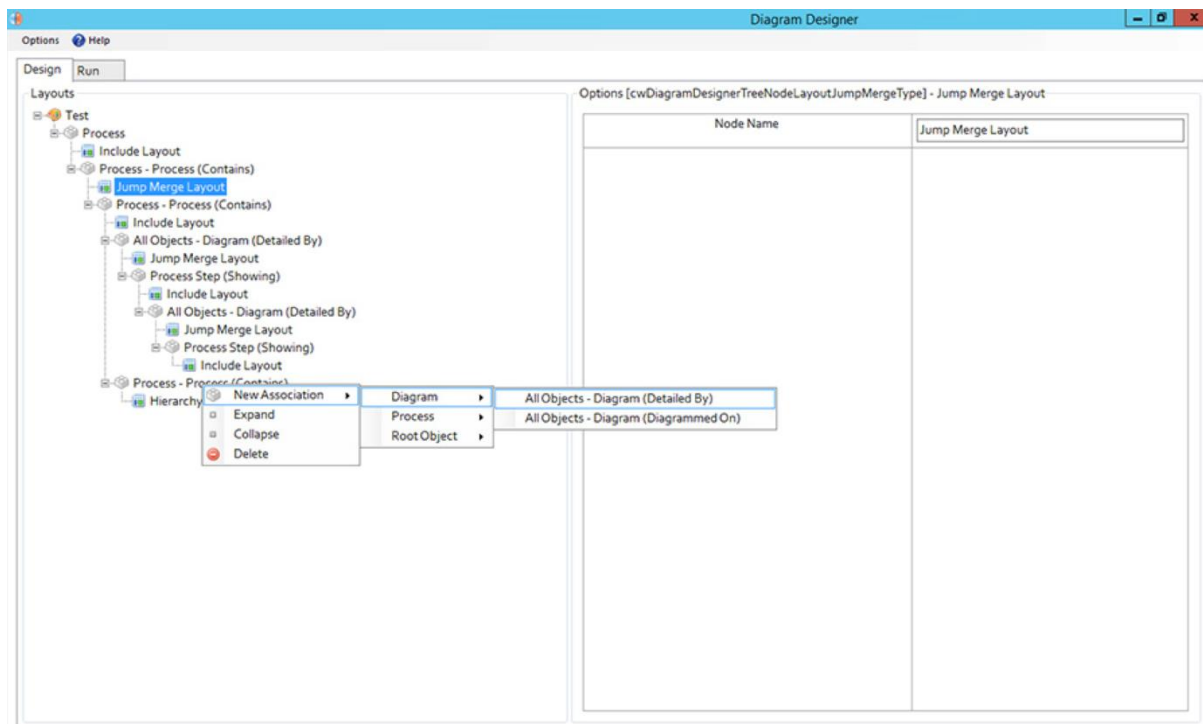 Diagram Designer
Options Help
Design Run
Layouts
Test
Process
Include Layout
Process - Process (Contains)
Jump Merge Layout
Process - Process (Contains)
Include Layout
All Objects - Diagram (Detailed By)
Jump Merge Layout
Process Step (Showing)
Include Layout
All Objects - Diagram (Detailed By)
Jump Merge Layout
Process Step (Showing)
Include Layout
Process - Process (Contains)
Hierarchy
New Association
Expand
Collapse
Delete
Diagram
Process
Root Object
All Objects - Diagram (Detailed By)
All Objects - Diagram (Diagrammed On)
Options [cwDiagramDesignerTreeNodeLayoutJumpMergeType] - Jump Merge Layout
Node Name Jump Merge Layout